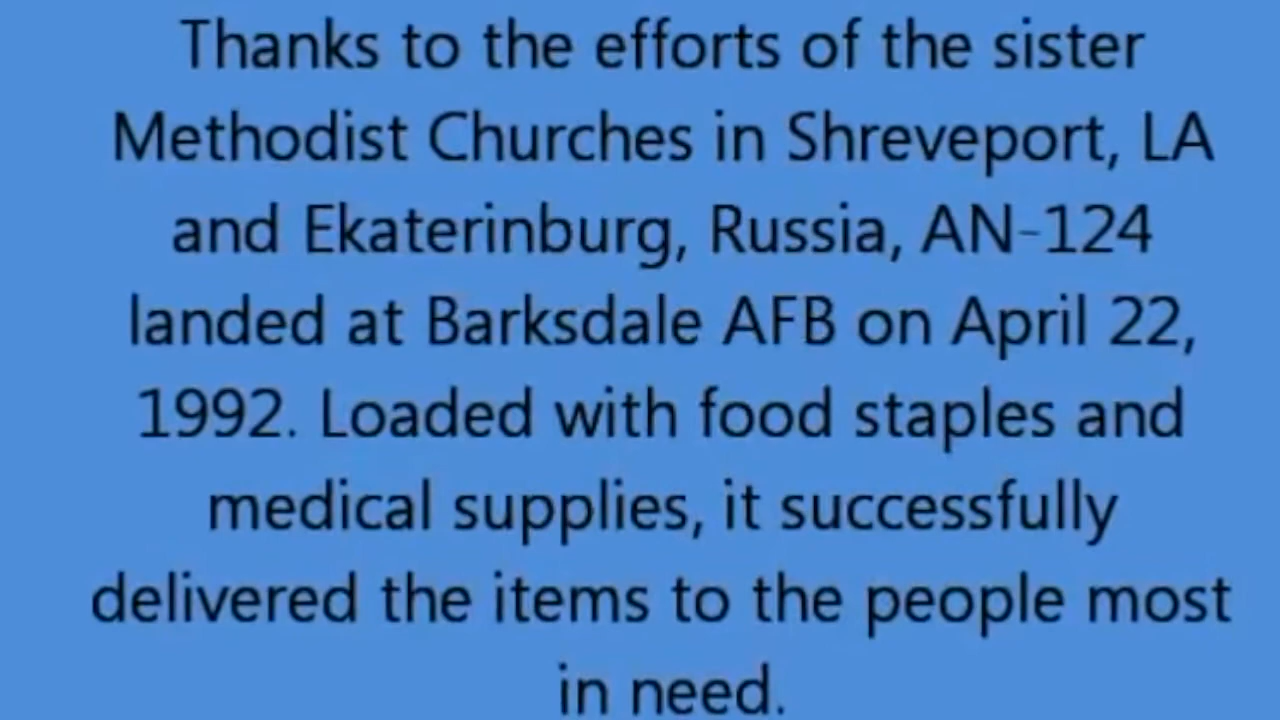 Thanks to the efforts of the sister
Methodist Churches in Shreveport, LA
and Ekaterinburg, Russia, AN-124
landed at Barksdale AFB on April 22,
1992. Loaded with food staples and
medical supplies, it successfully
delivered the items to the people most
in need.